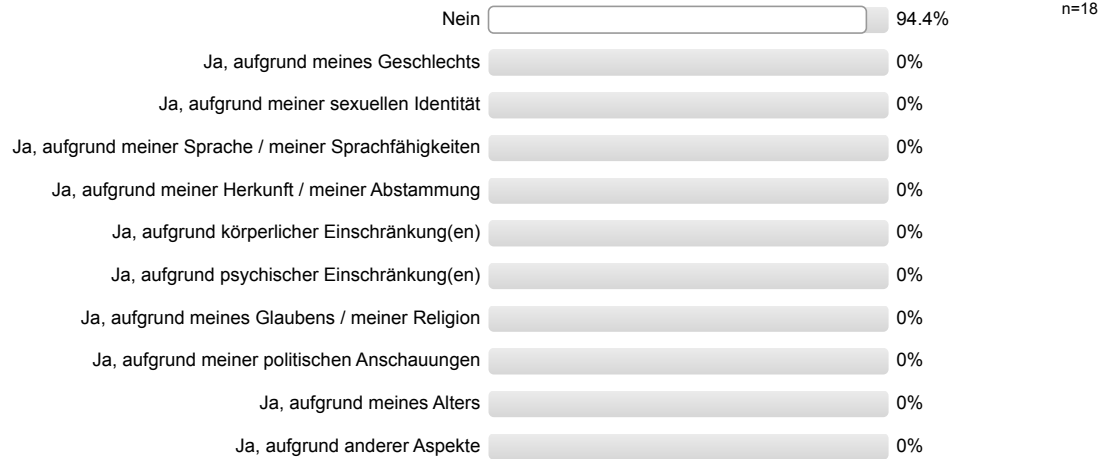 Nein 94.4% n=18
Ja, aufgrund meines Geschlechts 0%
Ja, aufgrund meiner sexuellen Identität 0%
Ja, aufgrund meiner Sprache / meiner Sprachfähigkeiten 0%
Ja, aufgrund meiner Herkunft / meiner Abstammung 0%
Ja, aufgrund körperlicher Einschränkung(en) 0%
Ja, aufgrund psychischer Einschränkung(en) 0%
Ja, aufgrund meines Glaubens / meiner Religion 0%
Ja, aufgrund meiner politischen Anschauungen 0%
Ja, aufgrund meines Alters 0%
Ja, aufgrund anderer Aspekte 0%